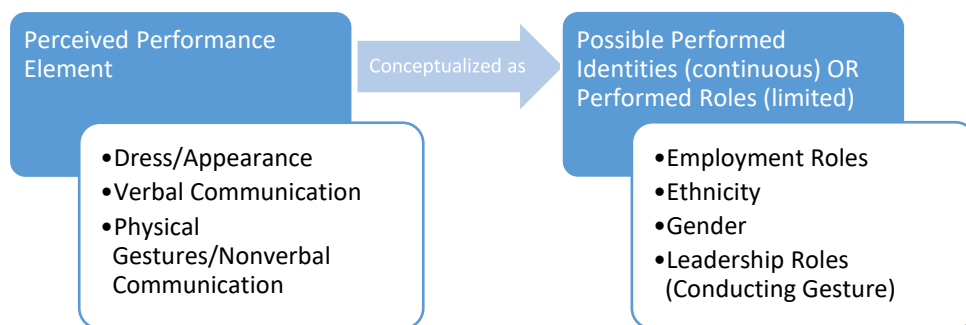 Perceived Performance
Element
•Dress/Appearance
•Verbal Communication
•Physical
Gestures/Nonverbal
Communication
Conceptualized as
Possible Performed
Identities (continuous) OR
Performed Roles (limited)
•Employment Roles
•Ethnicity
•Gender
•Leadership Roles
(Conducting Gesture)